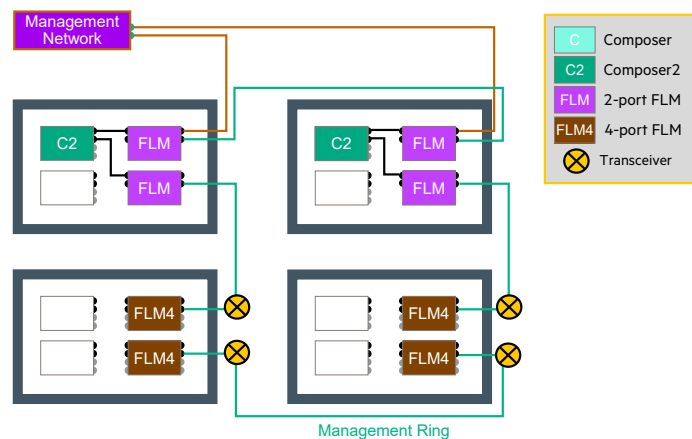 Management
Network
C Composer
C2 Composer2
FLM 2-port FLM
FLM4 4-port FLM
Transceiver
C2 FLM
FLM
C2 FLM
FLM
FLM4
FLM4
FLM4
FLM4
Management Ring